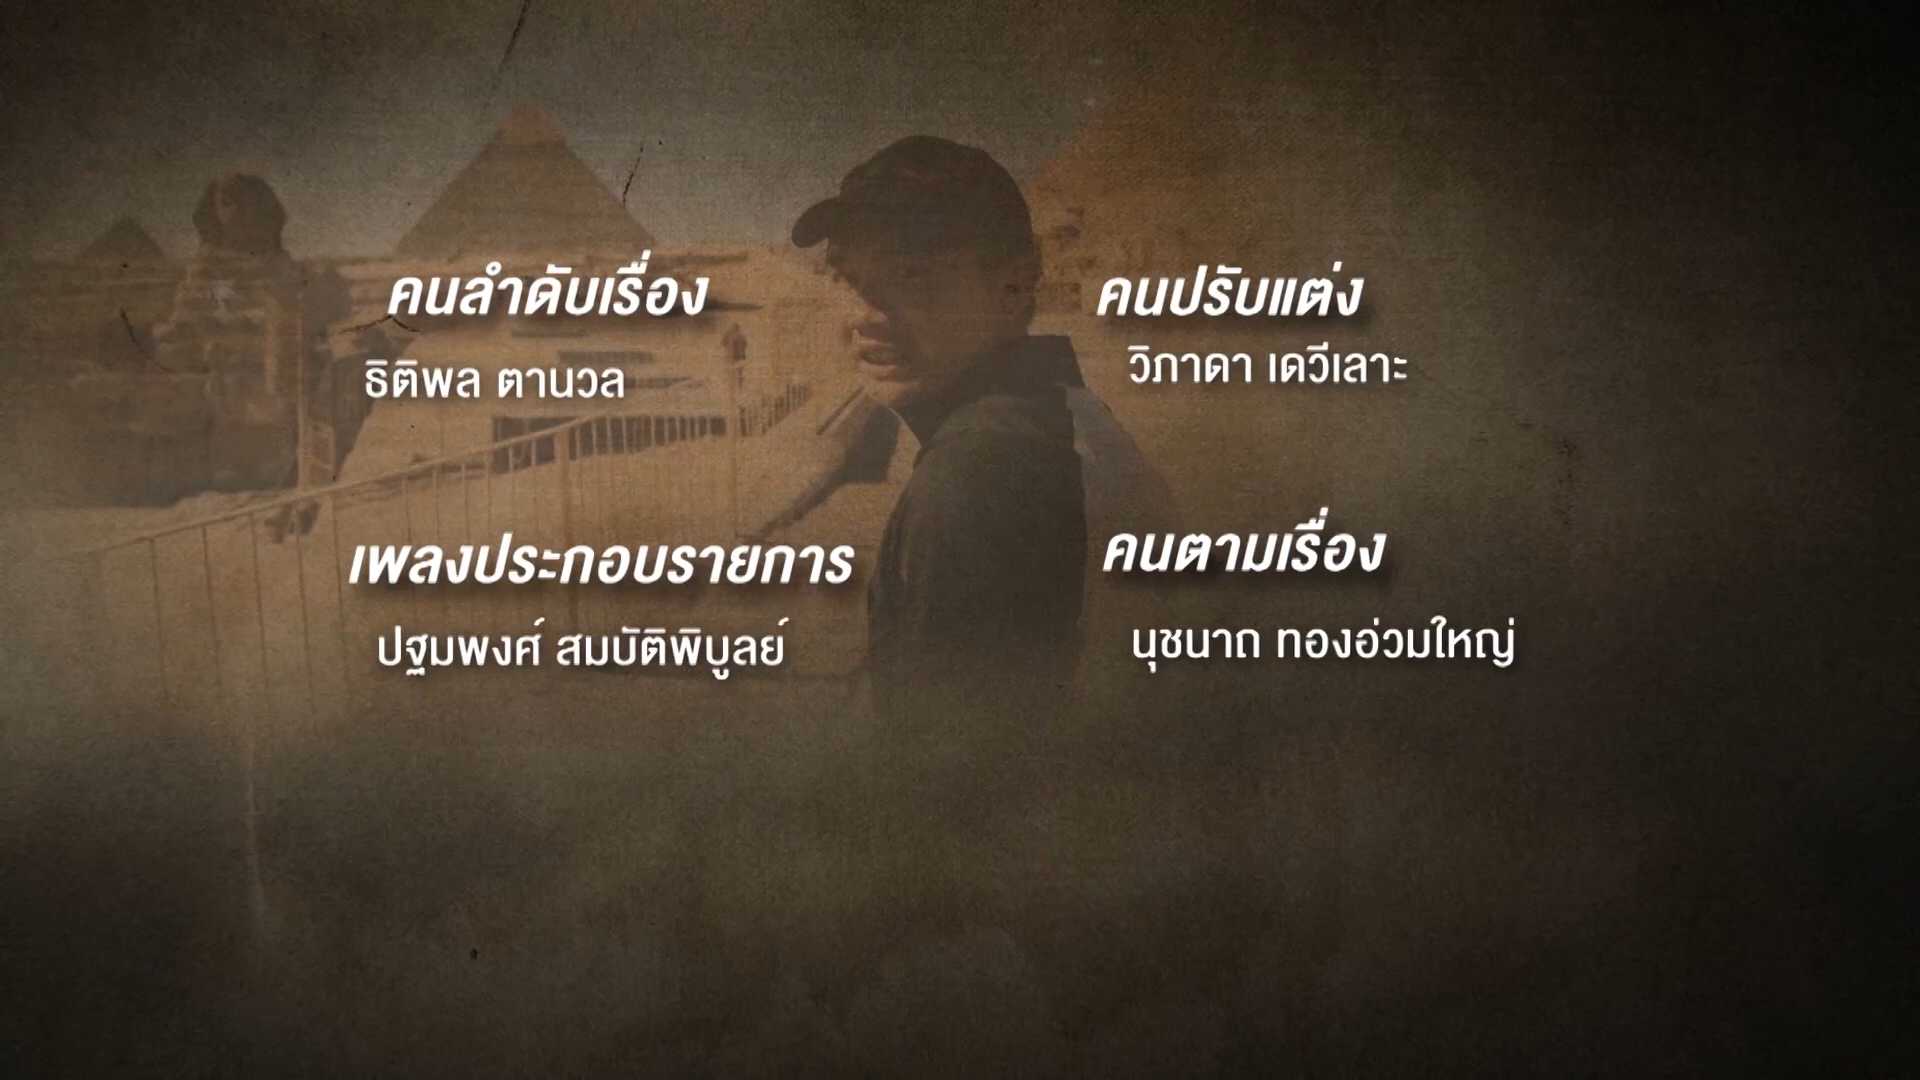 คนลำดับเรื่อง
ธิติพล ตานวล
คนปรับแต่ง
วิภาดา เดวีเลาะ
เพลงประกอบรายการ
ปฐมพงศ์ สมบัติพิบูลย์
คนตามเรื่อง
นุชนาถ ทองอ่วมใหญ่